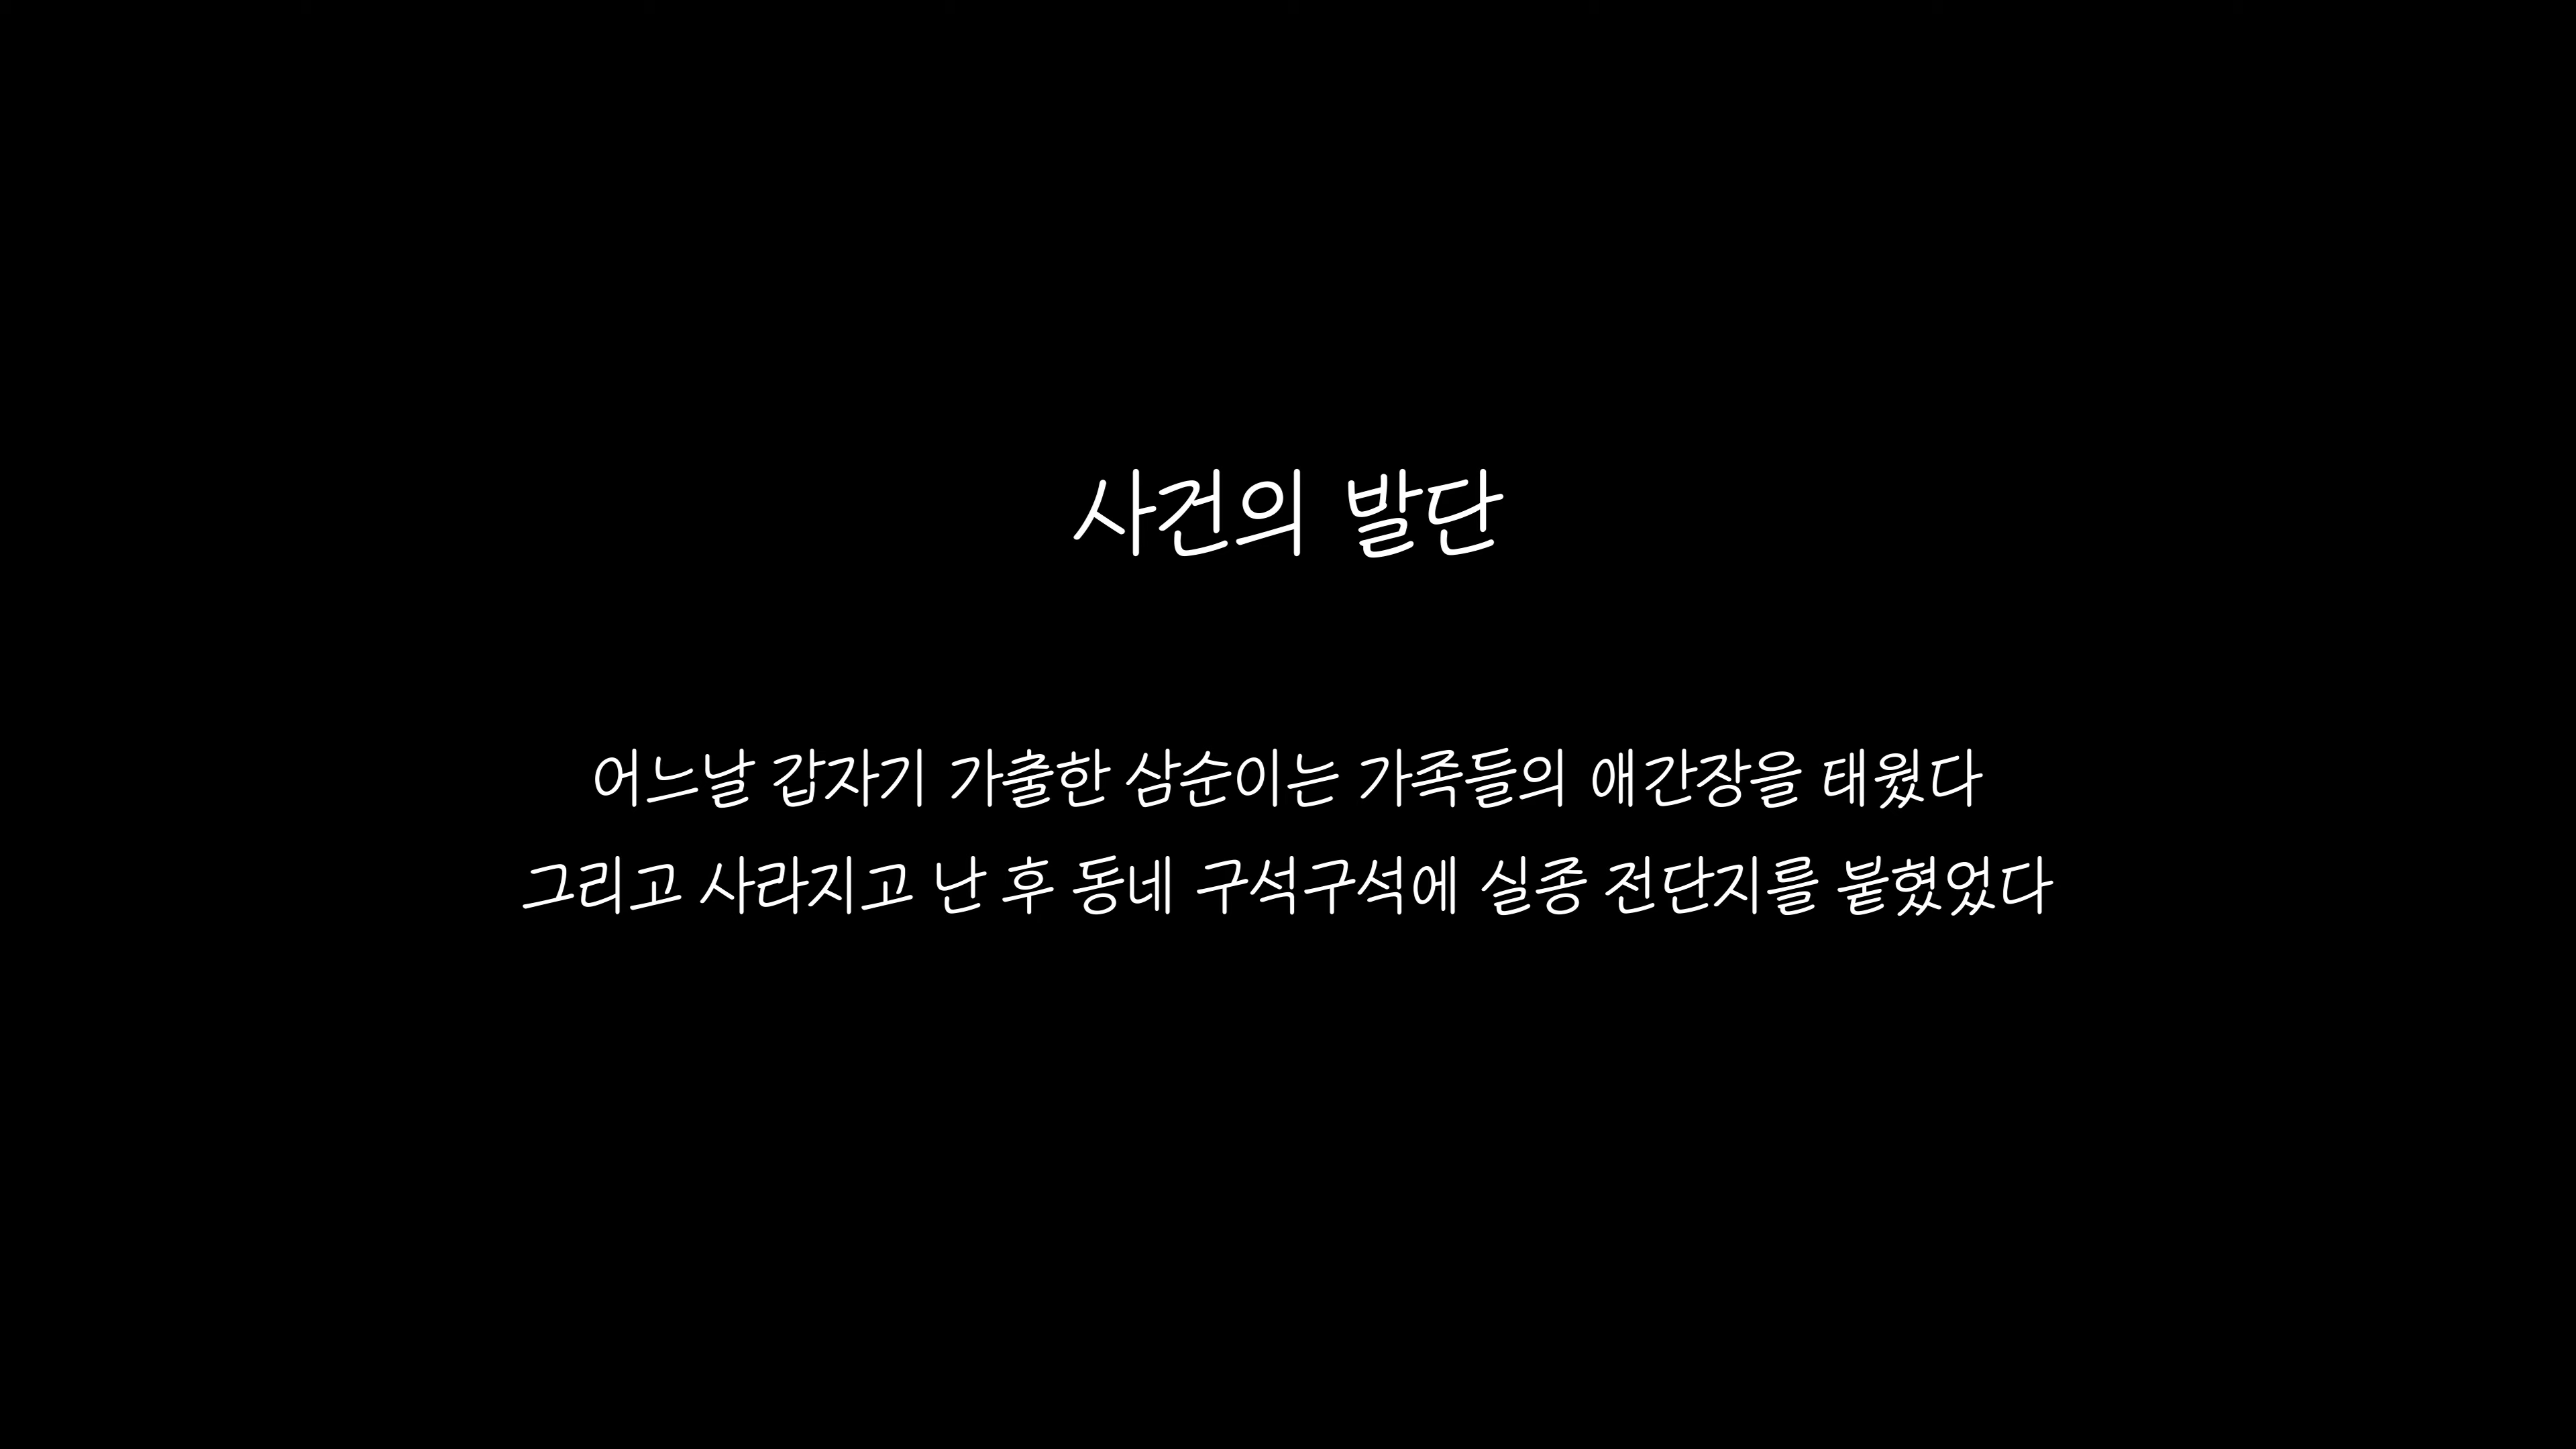 사건의 발단
어느날 갑자기 가출한 삼순이는 가족들의 애간장을 태웠다
그리고 사라지고 난 후 동네 구석구석에 실종 전단지를 붙혔었다